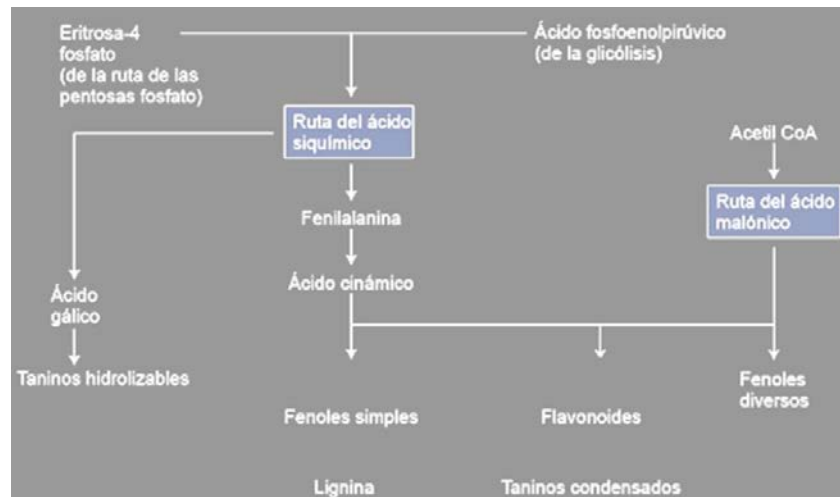 Eritrosa-4
fosfato
(de la ruta de las
pentosas fosfato)
Ácido fosfoenolpirúvico
(de la glicólisis)
Ruta del ácido
siquímico
Acetil CoA
Ruta del ácido
malónico
Fenilalanina
Ácido cinámico
Ácido
gálico
Taninos hidrolizables
Fenoles simples
Flavonoides
Fenoles
diversos
Lignina
Taninos condensados